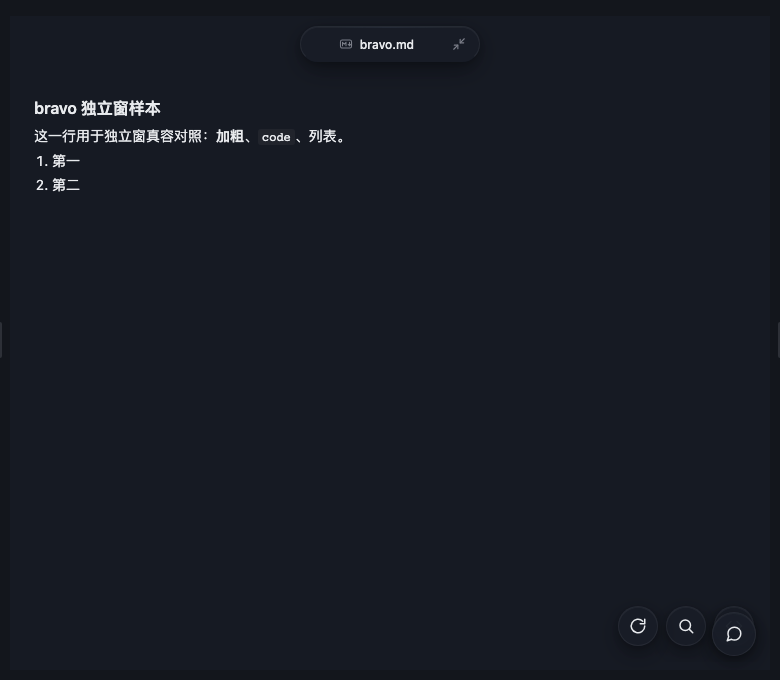 bravo.md
bravo 独立窗样本
这一行用于独立窗真容对照：加粗、code、列表。
1. 第一
2. 第二